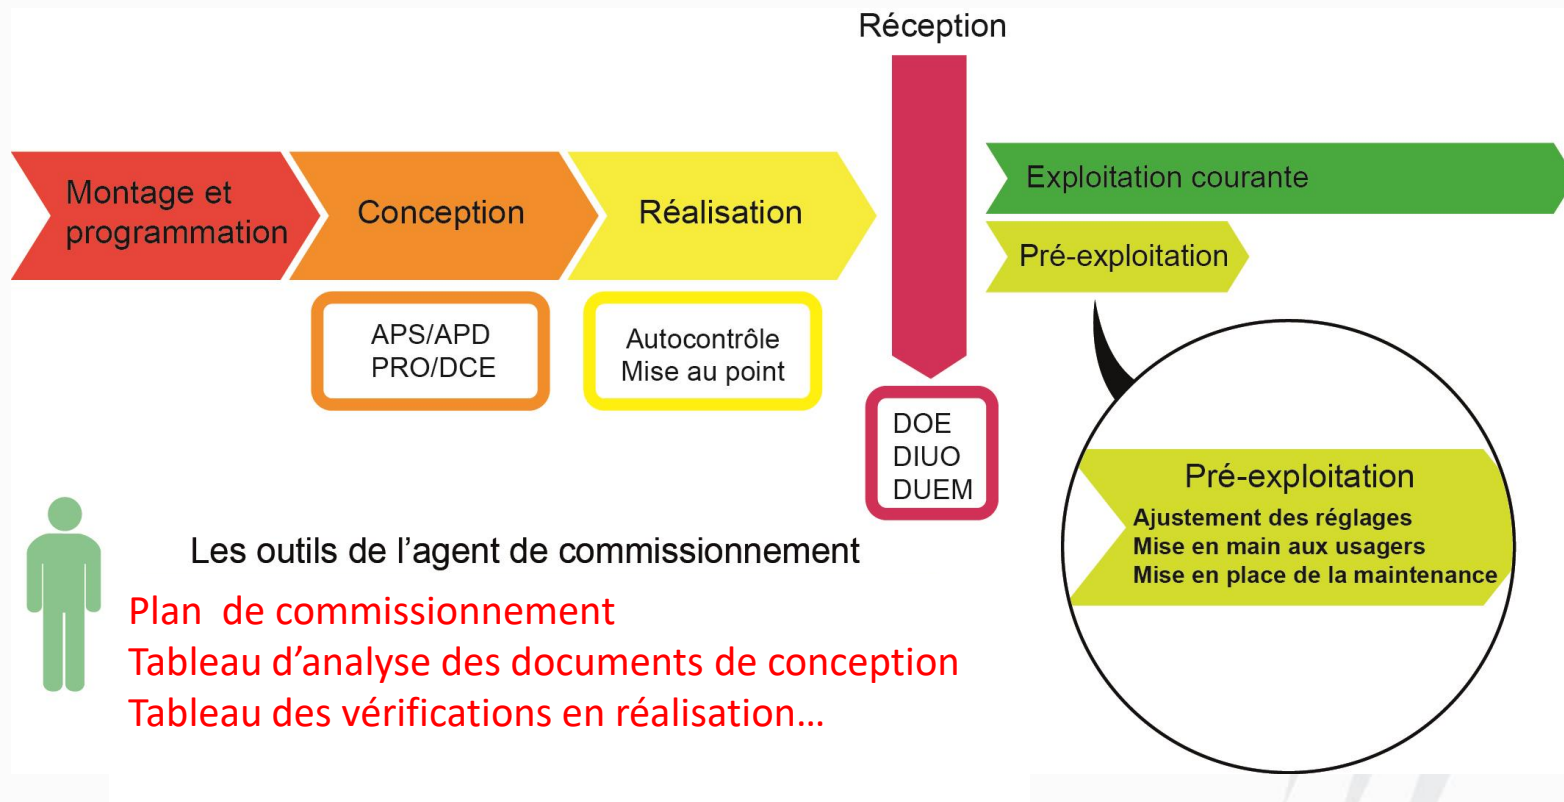 Réception
Montage et
programmation
Conception
Réalisation
Exploitation courante
Pré-exploitation
APS/APD
PRO/DCE
Autocontrôle
Mise au point
DOE
DIUO
DUEM
Pré-exploitation
Ajustement des réglages
Mise en main aux usagers
Mise en place de la maintenance
Les outils de l’agent de commissionnement
Plan de commissionnement
Tableau d’analyse des documents de conception
Tableau des vérifications en réalisation…